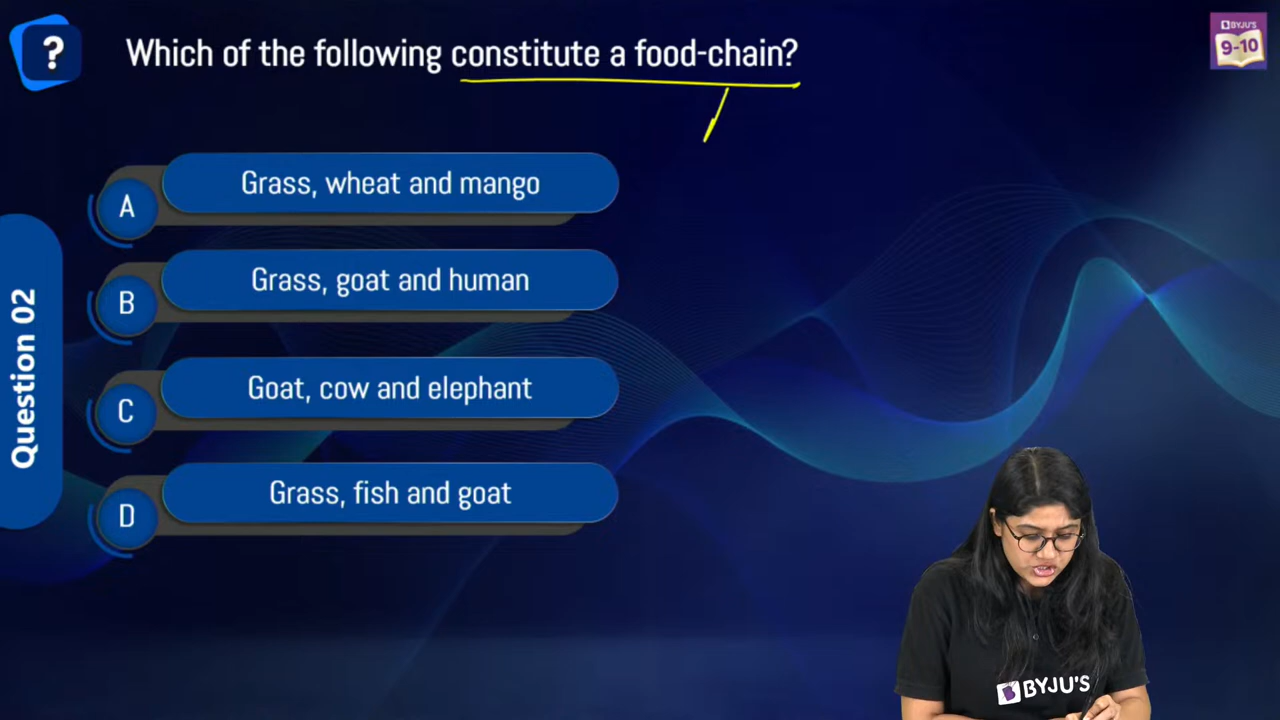 ?
Which of the following constitute a food-chain?
BYJU'S
9-10
Question 02
A
Grass, wheat and mango
B
Grass, goat and human
C
Goat, cow and elephant
D
Grass, fish and goat
BYJU'S